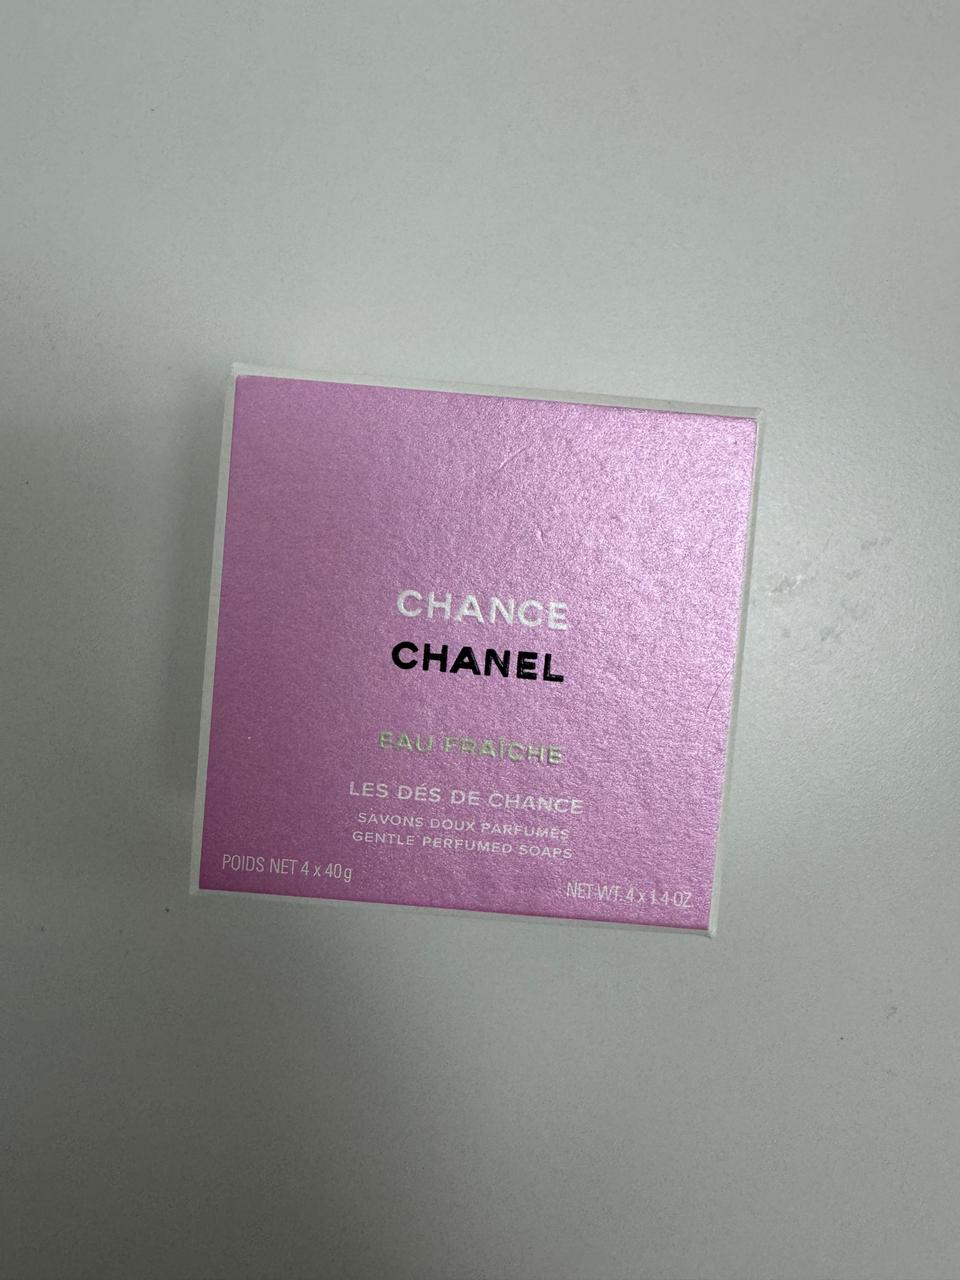 CHANCE
CHANEL
EAU FRAÎCHE
LES DÉS DE CHANCE
SAVONS DOUX PARFUMÉS
GENTLE PERFUMED SOAPS
POIDS NET 4 x 40g
NET WT. 4 x 1.4 OZ.